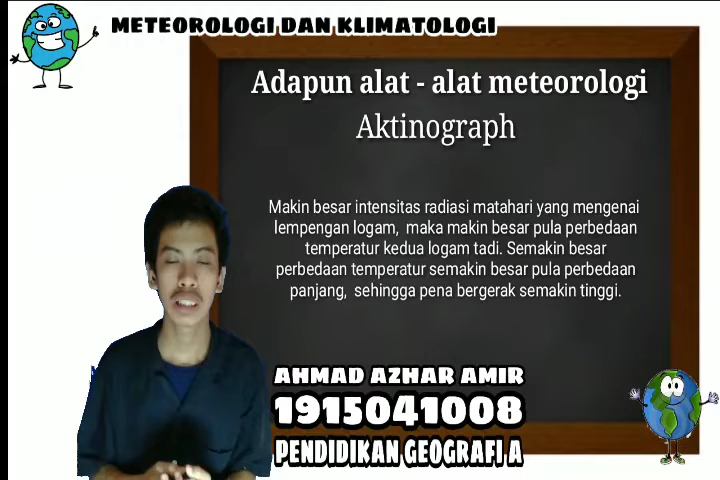 METEOROLOGI DAN KLIMATOLOGI
Adapun alat - alat meteorologi
Aktinograph
Makin besar intensitas radiasi matahari yang mengenai
lempengan logam, maka makin besar pula perbedaan
temperatur kedua logam tadi. Semakin besar
perbedaan temperatur semakin besar pula perbedaan
panjang, sehingga pena bergerak semakin tinggi.
AHMAD AZHAR AMIR
1915041008
PENDIDIKAN GEOGRAFI A